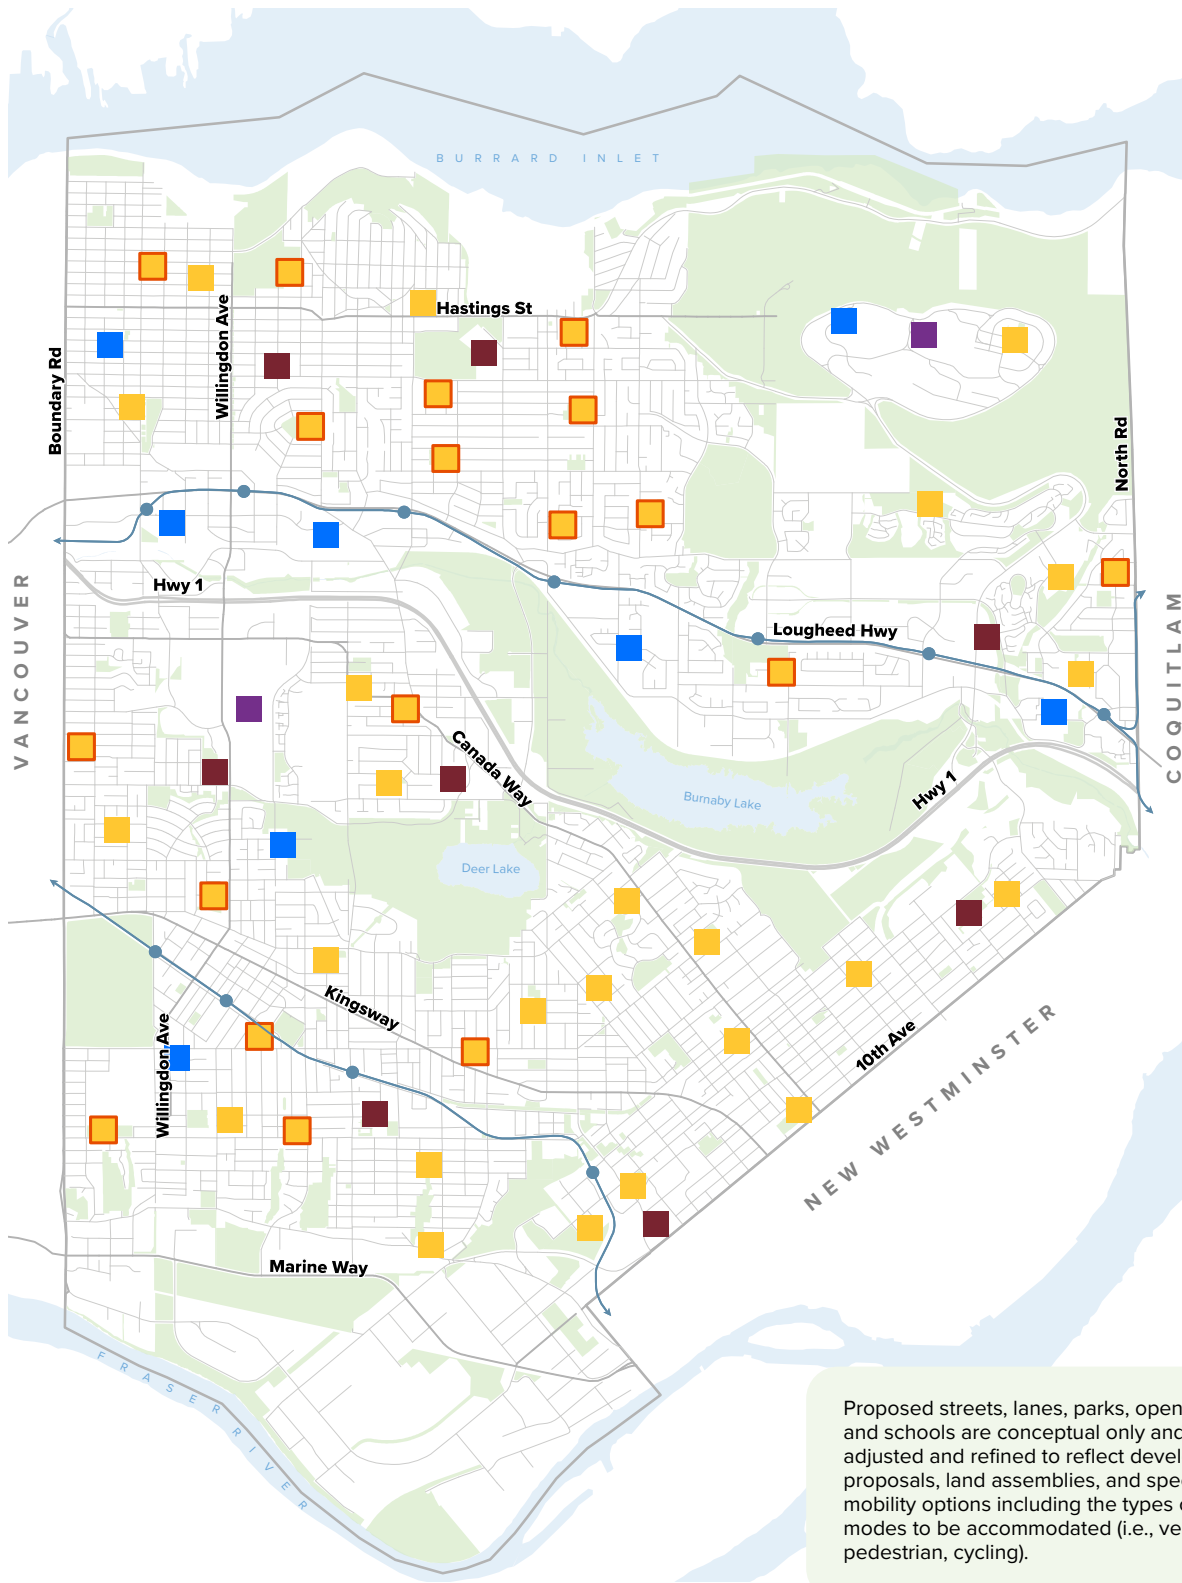 BURRARD INLET
Hastings St
Willingdon Ave
Boundary Rd
North Rd
Hwy 1
VANCOUVER
COQUITLAM
Lougheed Hwy
Canada Way
Burnaby Lake
Hwy 1
Deer Lake
Kingsway
Willingdon Ave
10th Ave
NEW WESTMINSTER
Marine Way
FRASER RIVER
Proposed streets, lanes, parks, open
and schools are conceptual only and
adjusted and refined to reflect devel
proposals, land assemblies, and spe
mobility options including the types
modes to be accommodated (i.e., ve
pedestrian, cycling).